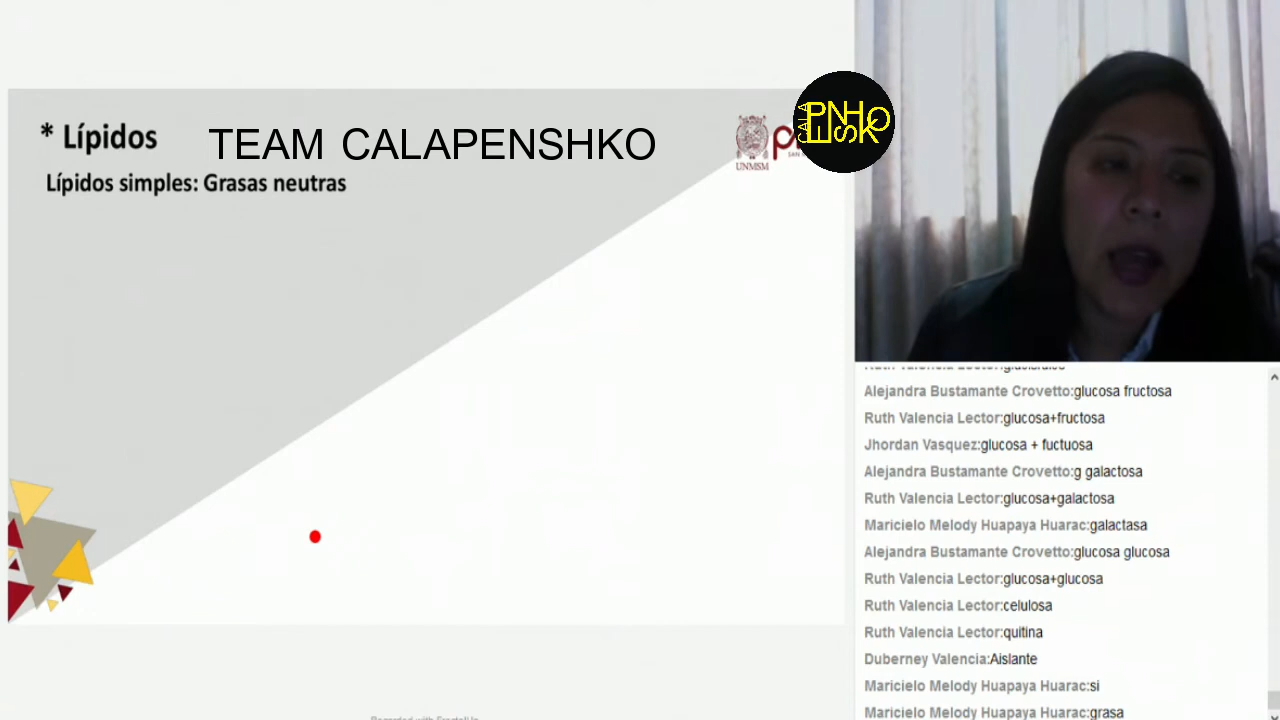 * Lípidos
TEAM CALAPENSHKO
Lípidos simples: Grasas neutras
UNMSM
CALA
PENSHKO
Alejandra Bustamante Crovetto:glucosa fructosa
Ruth Valencia Lector:glucosa+fructosa
Jhordan Vasquez:glucosa + fuctuosa
Alejandra Bustamante Crovetto:g galactosa
Ruth Valencia Lector:glucosa+galactosa
Maricielo Melody Huapaya Huarac:galactasa
Alejandra Bustamante Crovetto:glucosa glucosa
Ruth Valencia Lector:glucosa+glucosa
Ruth Valencia Lector:celulosa
Ruth Valencia Lector:quitina
Duberney Valencia:Aislante
Maricielo Melody Huapaya Huarac:si
Maricielo Melody Huapaya Huarac:grasa